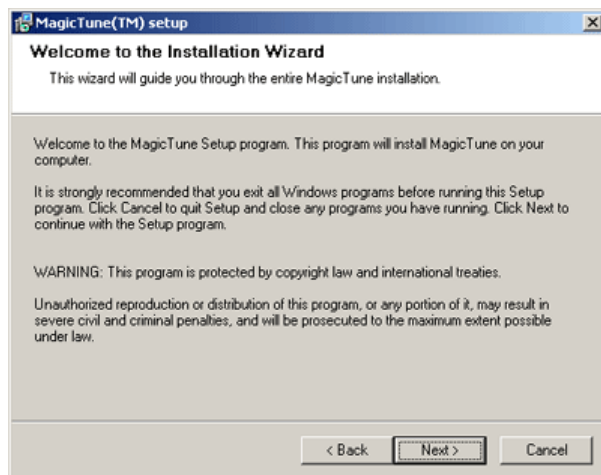 MagicTune(TM) setup
Welcome to the Installation Wizard
This wizard will guide you through the entire MagicTune installation.
Welcome to the MagicTune Setup program. This program will install MagicTune on your
computer.
It is strongly recommended that you exit all Windows programs before running this Setup
program. Click Cancel to quit Setup and close any programs you have running. Click Next to
continue with the Setup program.
WARNING: This program is protected by copyright law and international treaties.
Unauthorized reproduction or distribution of this program, or any portion of it, may result in
severe civil and criminal penalties, and will be prosecuted to the maximum extent possible
under law.
< Back Next > Cancel